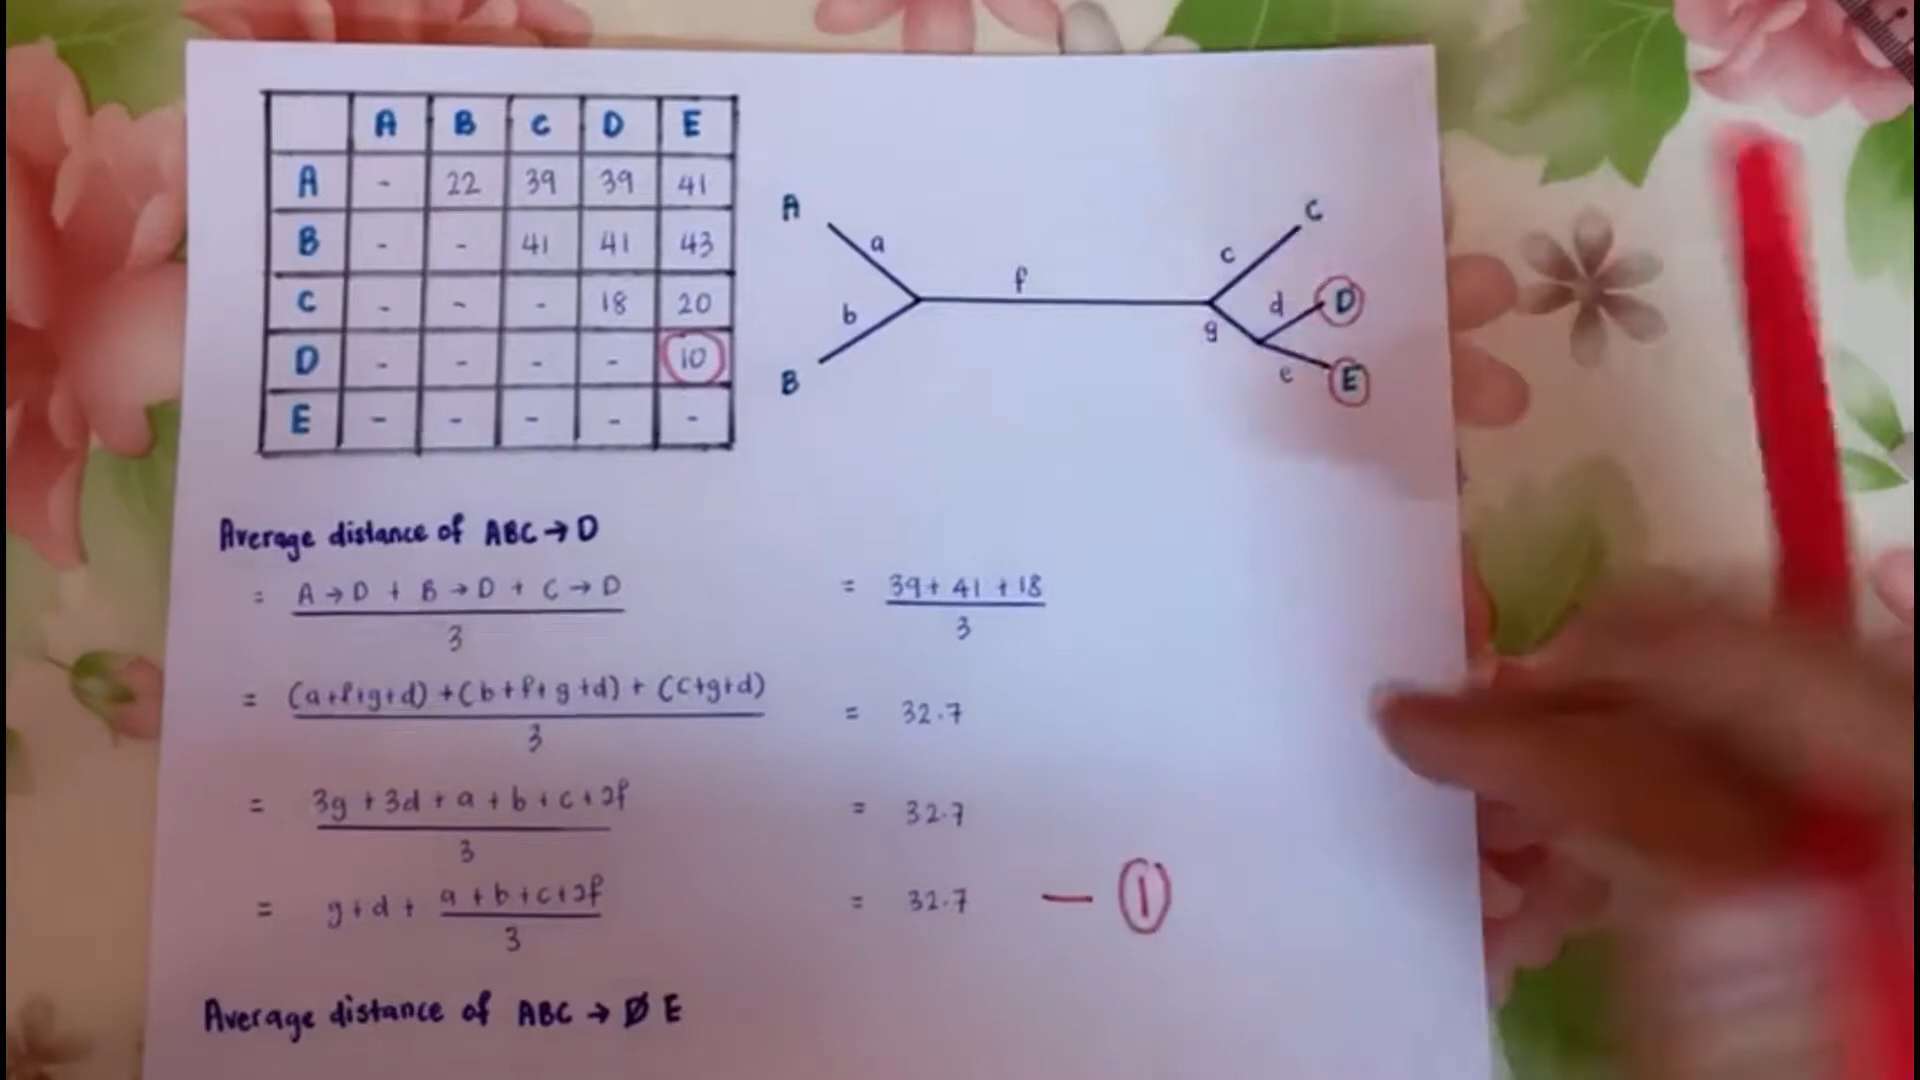 A B C D E
A - 22 39 39 41
B - - 41 41 43
C - - - 18 20
D - - - - 10
E - - - - -
A
a
f
b
B
C
c
d
D
g
e
E
Average distance of ABC → D
= A → D + B → D + C → D = 39 + 41 + 18
3 3
= (a+f+g+d) + (b+f+g+d) + (c+g+d) = 32.7
3
= 3g + 3d + a + b + c + 2f = 32.7
3
= g + d + a + b + c + 2f = 32.7 — 1
3
Average distance of ABC → E